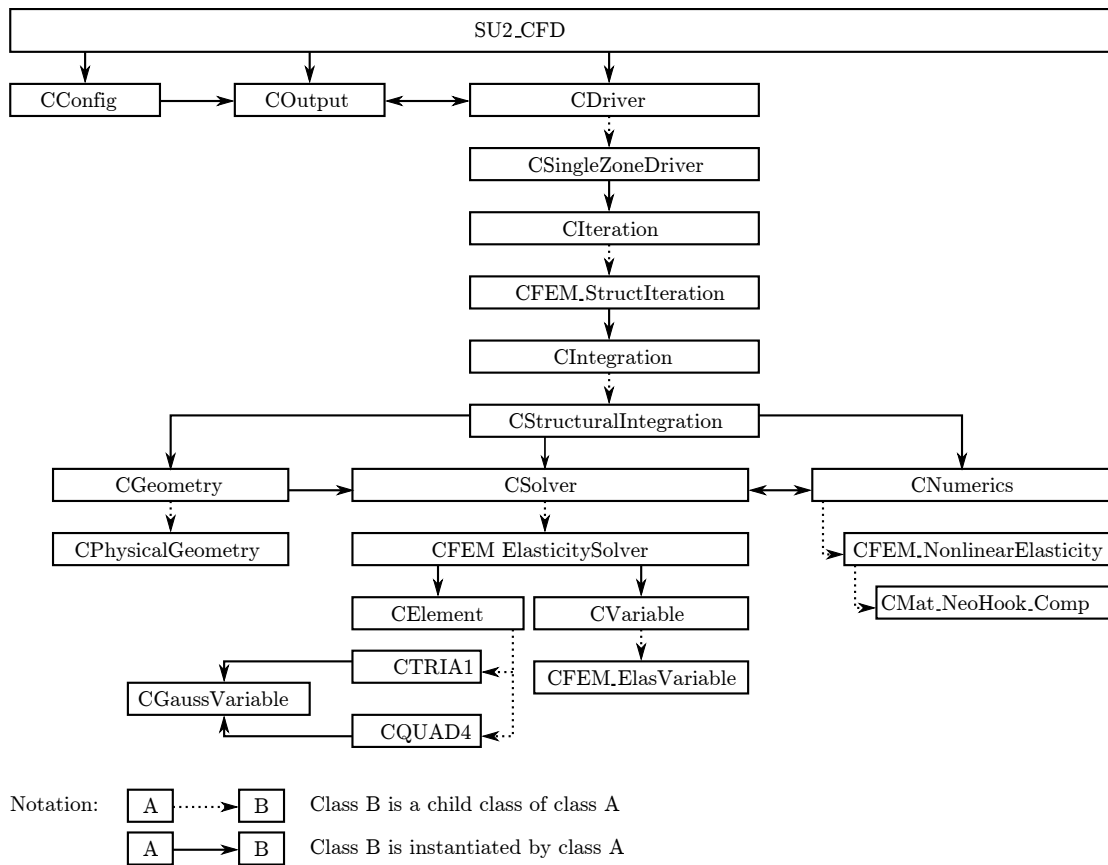 SU2_CFD
CConfig
COutput
CDriver
CSingleZoneDriver
CIteration
CFEM_StructIteration
CIntegration
CStructuralIntegration
CGeometry
CSolver
CNumerics
CPhysicalGeometry
CFEM ElasticitySolver
CFEM_NonlinearElasticity
CElement
CVariable
CMat_NeoHook_Comp
CTRIA1
CFEM_ElasVariable
CGaussVariable
CQUAD4
Notation: A B Class B is a child class of class A
A B Class B is instantiated by class A